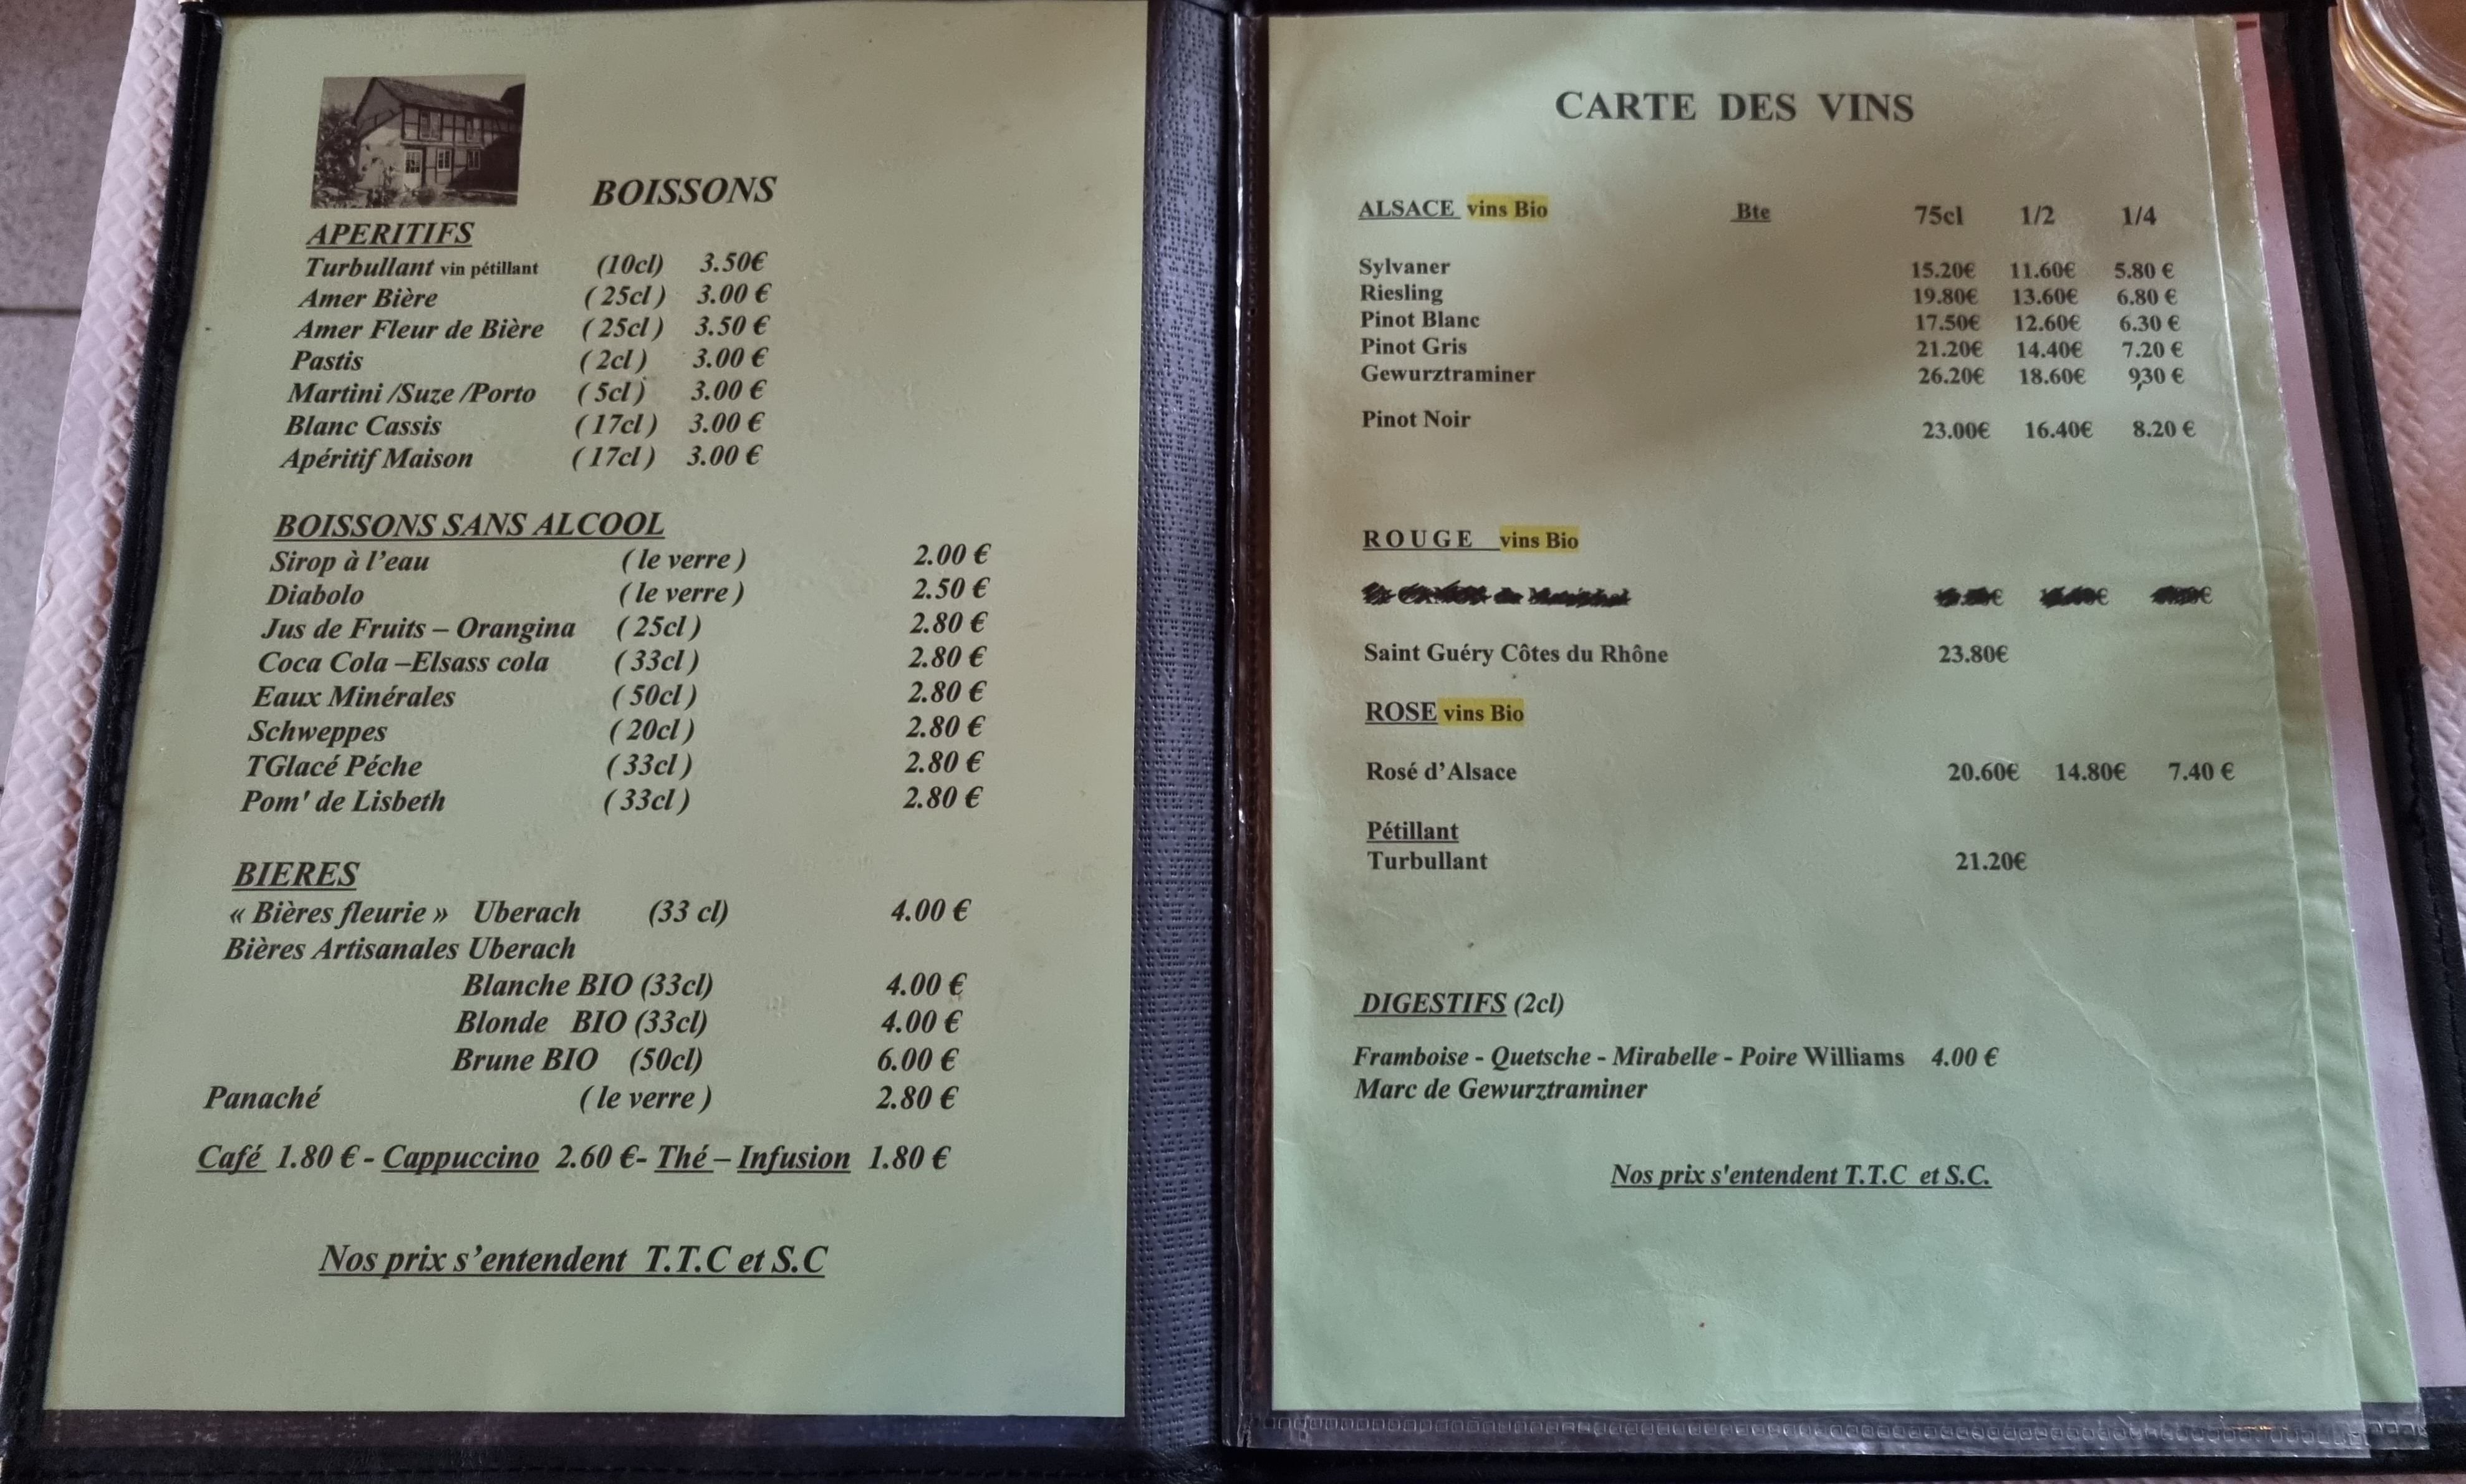 BOISSONS
APERITIFS
Turbullant vin pétillant (10cl) 3.50€
Amer Bière (25cl) 3.00 €
Amer Fleur de Bière (25cl) 3.50 €
Pastis (2cl) 3.00 €
Martini /Suze /Porto (5cl) 3.00 €
Blanc Cassis (17cl) 3.00 €
Apéritif Maison (17cl) 3.00 €
BOISSONS SANS ALCOOL
Sirop à l'eau (le verre) 2.00 €
Diabolo (le verre) 2.50 €
Jus de Fruits – Orangina (25cl) 2.80 €
Coca Cola –Elsass cola (33cl) 2.80 €
Eaux Minérales (50cl) 2.80 €
Schweppes (20cl) 2.80 €
TGlacé Péche (33cl) 2.80 €
Pom' de Lisbeth (33cl) 2.80 €
BIERES
« Bières fleurie » Uberach (33 cl) 4.00 €
Bières Artisanales Uberach
Blanche BIO (33cl) 4.00 €
Blonde BIO (33cl) 4.00 €
Brune BIO (50cl) 6.00 €
Panaché (le verre) 2.80 €
Café 1.80 € - Cappuccino 2.60 €- Thé – Infusion 1.80 €
Nos prix s'entendent T.T.C et S.C
CARTE DES VINS
ALSACE vins Bio Bte 75cl 1/2 1/4
Sylvaner 15.20€ 11.60€ 5.80 €
Riesling 19.80€ 13.60€ 6.80 €
Pinot Blanc 17.50€ 12.60€ 6.30 €
Pinot Gris 21.20€ 14.40€ 7.20 €
Gewurztraminer 26.20€ 18.60€ 9,30 €
Pinot Noir 23.00€ 16.40€ 8.20 €
ROUGE vins Bio
Saint Guéry Côtes du Rhône 23.80€
ROSE vins Bio
Rosé d'Alsace 20.60€ 14.80€ 7.40 €
Pétillant
Turbullant 21.20€
DIGESTIFS (2cl)
Framboise - Quetsche - Mirabelle - Poire Williams 4.00 €
Marc de Gewurztraminer
Nos prix s'entendent T.T.C et S.C.